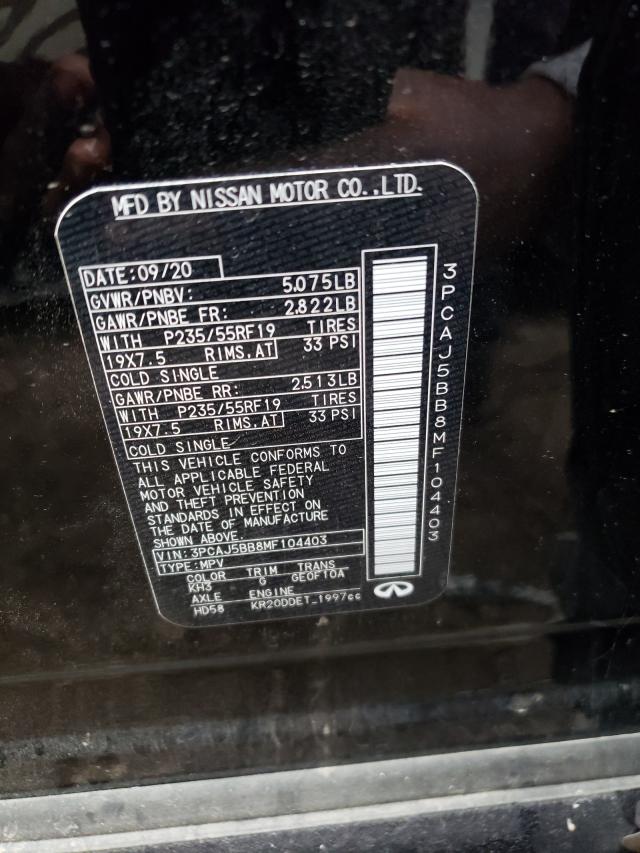 MFD BY NISSAN MOTOR CO.,LTD.
DATE:09/20
GVWR/PNBV: 5,075LB
GAWR/PNBE FR: 2,822LB
WITH P235/55RF19 TIRES
19X7.5 RIMS.AT 33 PSI
COLD SINGLE
GAWR/PNBE RR: 2,513LB
WITH P235/55RF19 TIRES
19X7.5 RIMS.AT 33 PSI
COLD SINGLE
THIS VEHICLE CONFORMS TO
ALL APPLICABLE FEDERAL
MOTOR VEHICLE SAFETY
AND THEFT PREVENTION
STANDARDS IN EFFECT ON
THE DATE OF MANUFACTURE
SHOWN ABOVE.
VIN:3PCAJ5BB8MF104403
TYPE:MPV
COLOR TRIM TRANS
KH3 G GE0F10A
AXLE ENGINE
HD58 KR20DDET 1997cc
3PCAJ5BB8MF104403